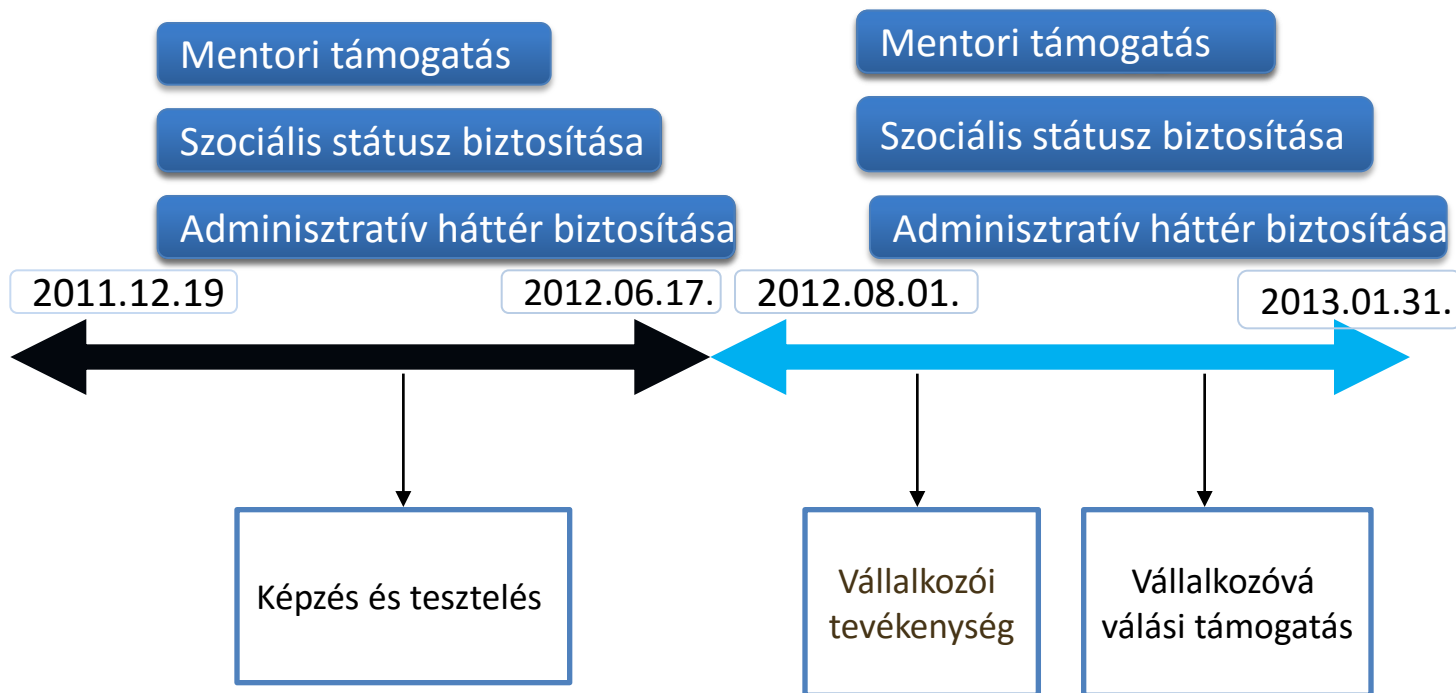 Mentori támogatás
Szociális státusz biztosítása
Adminisztratív háttér biztosítása
Mentori támogatás
Szociális státusz biztosítása
Adminisztratív háttér biztosítása
2011.12.19
2012.06.17.
2012.08.01.
2013.01.31.
Képzés és tesztelés
Vállalkozói
tevékenység
Vállalkozóvá
válási támogatás